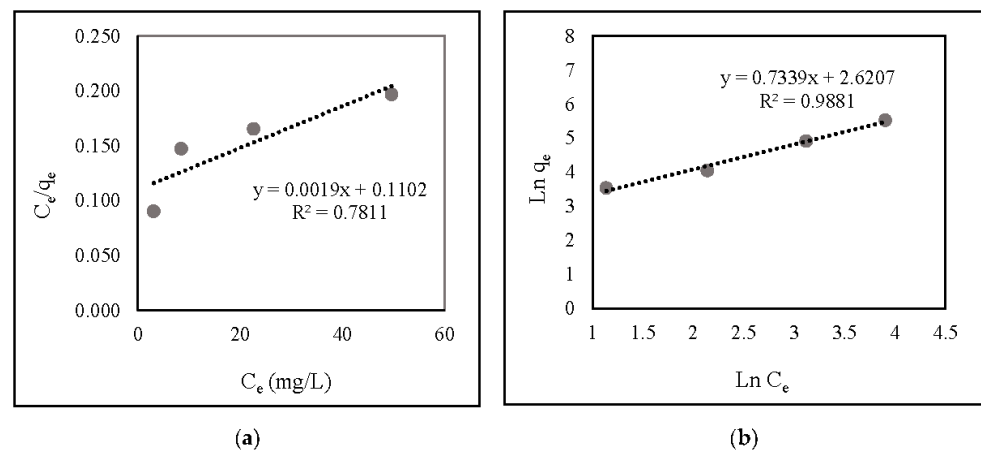 0.250
0.200
0.150
0.100
0.050
0.000
0
20
40
60
Cₑ/qₑ
Cₑ (mg/L)
y = 0.0019x + 0.1102
R² = 0.7811
(a)
8
7
6
5
4
3
2
1
0
1
1.5
2
2.5
3
3.5
4
4.5
Ln qₑ
Ln Cₑ
y = 0.7339x + 2.6207
R² = 0.9881
(b)